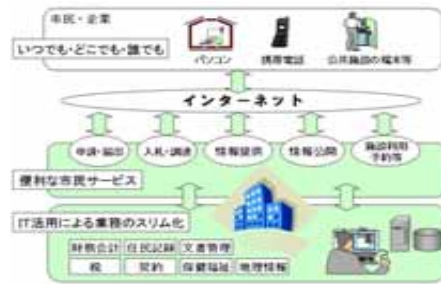 市民・企業
いつでも・どこでも・誰でも
パソコン
携帯電話
公共施設の端末等
インターネット
申請・届出
入札・調達
情報提供
情報公開
施設利用
予約等
便利な市民サービス
IT活用による業務のスリム化
財務会計
住民記録
文書管理
税
契約
保健福祉
地理情報